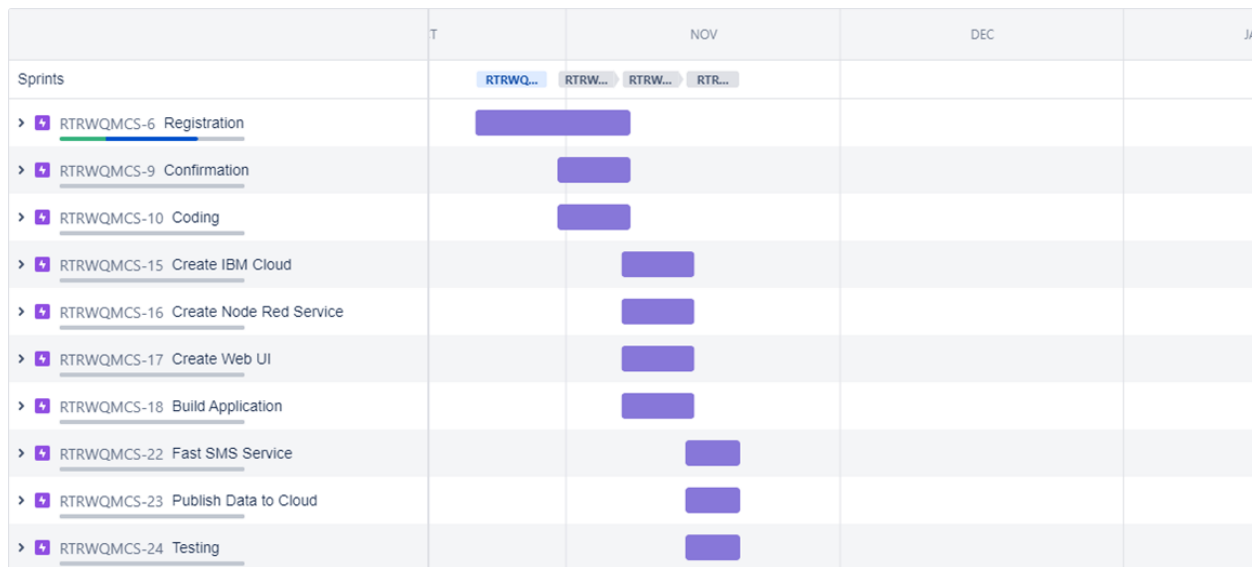 T NOV DEC JA
Sprints RTRWQ... RTRW... RTRW... RTR...
RTRWQMCS-6 Registration
RTRWQMCS-9 Confirmation
RTRWQMCS-10 Coding
RTRWQMCS-15 Create IBM Cloud
RTRWQMCS-16 Create Node Red Service
RTRWQMCS-17 Create Web UI
RTRWQMCS-18 Build Application
RTRWQMCS-22 Fast SMS Service
RTRWQMCS-23 Publish Data to Cloud
RTRWQMCS-24 Testing